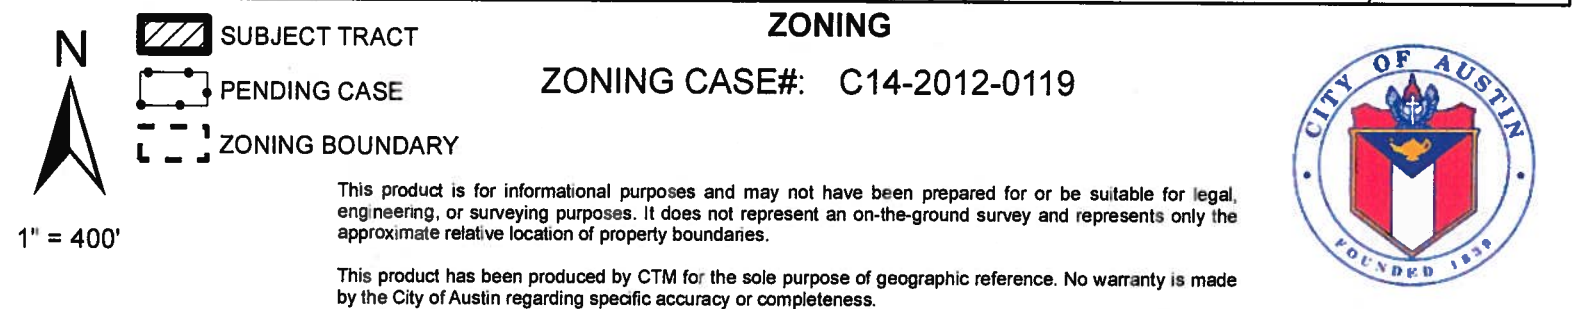 ZONING
ZONING CASE#: C14-2012-0119
N
1" = 400'
SUBJECT TRACT
PENDING CASE
ZONING BOUNDARY
This product is for informational purposes and may not have been prepared for or be suitable for legal,
engineering, or surveying purposes. It does not represent an on-the-ground survey and represents only the
approximate relative location of property boundaries.
This product has been produced by CTM for the sole purpose of geographic reference. No warranty is made
by the City of Austin regarding specific accuracy or completeness.
CITY OF AUSTIN
FOUNDED 1839